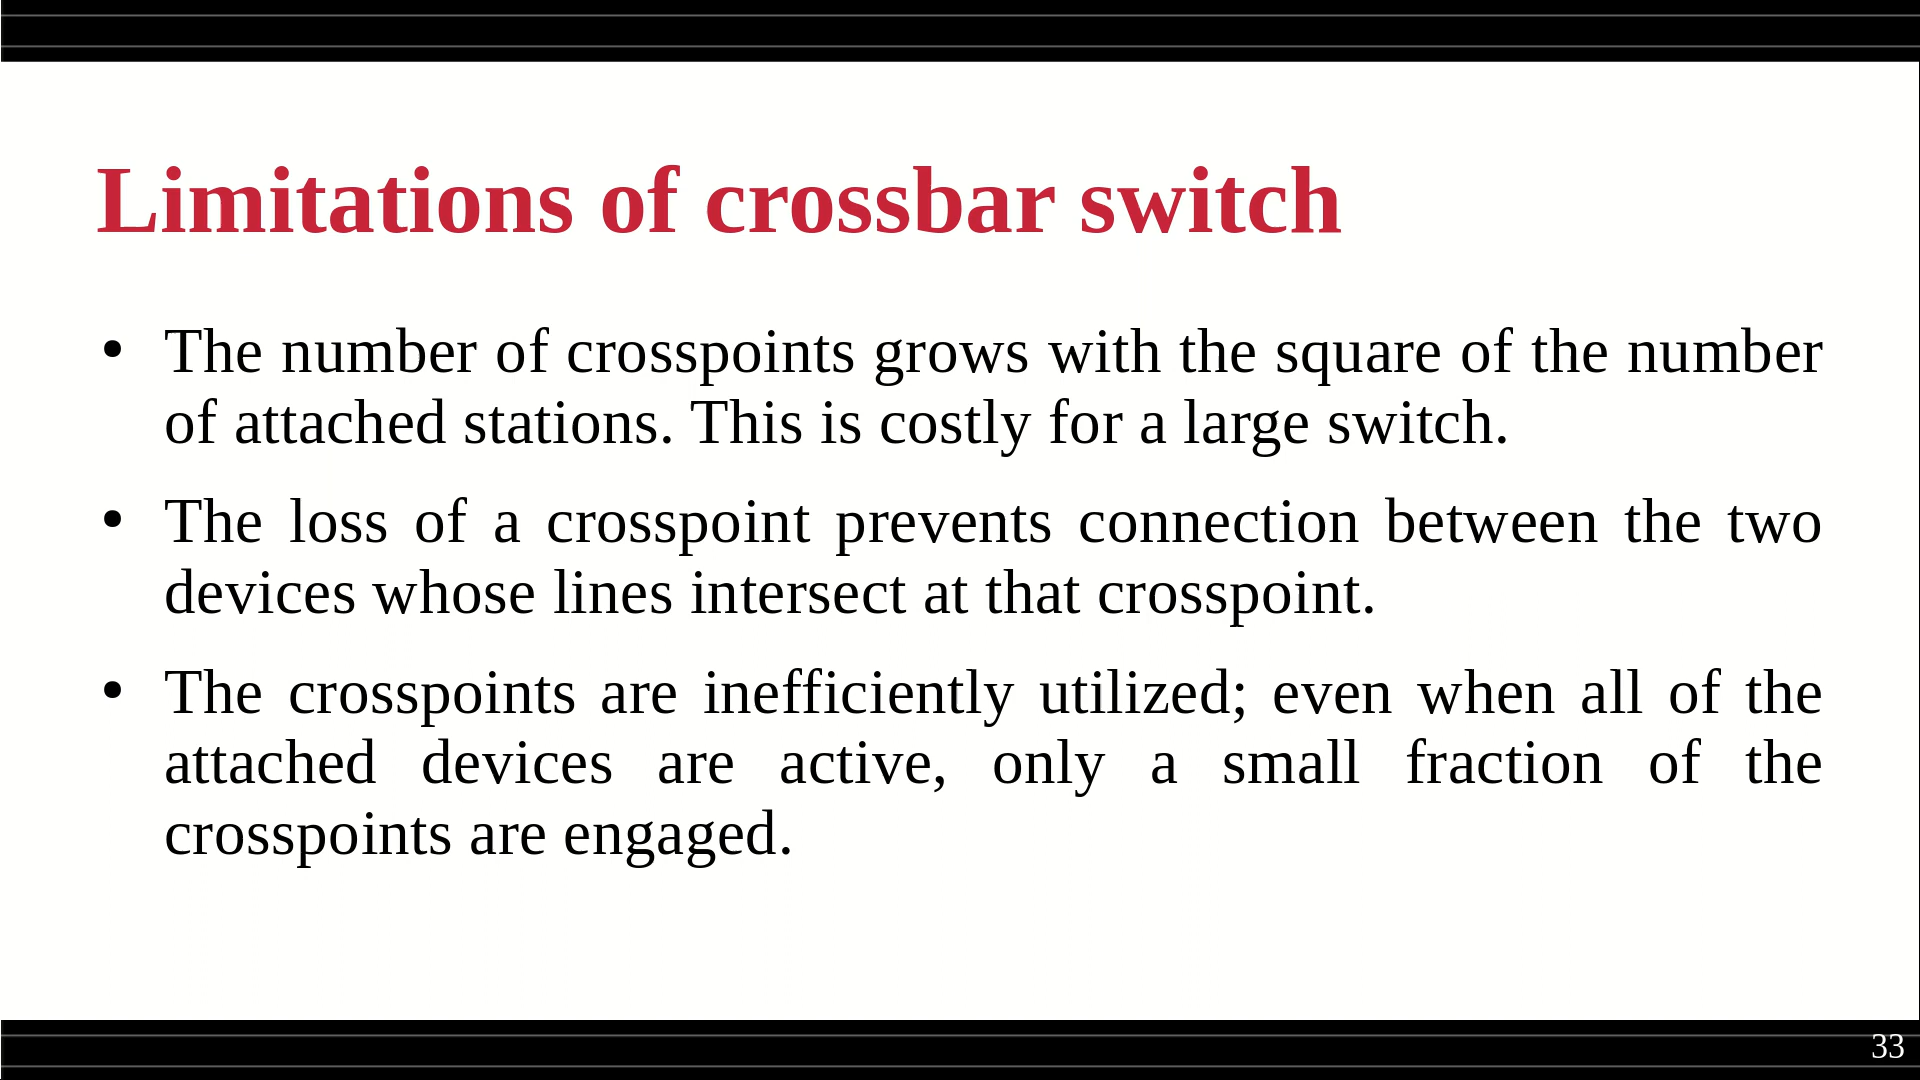 Limitations of crossbar switch
• The number of crosspoints grows with the square of the number
of attached stations. This is costly for a large switch.
• The loss of a crosspoint prevents connection between the two
devices whose lines intersect at that crosspoint.
• The crosspoints are inefficiently utilized; even when all of the
attached devices are active, only a small fraction of the
crosspoints are engaged.
33